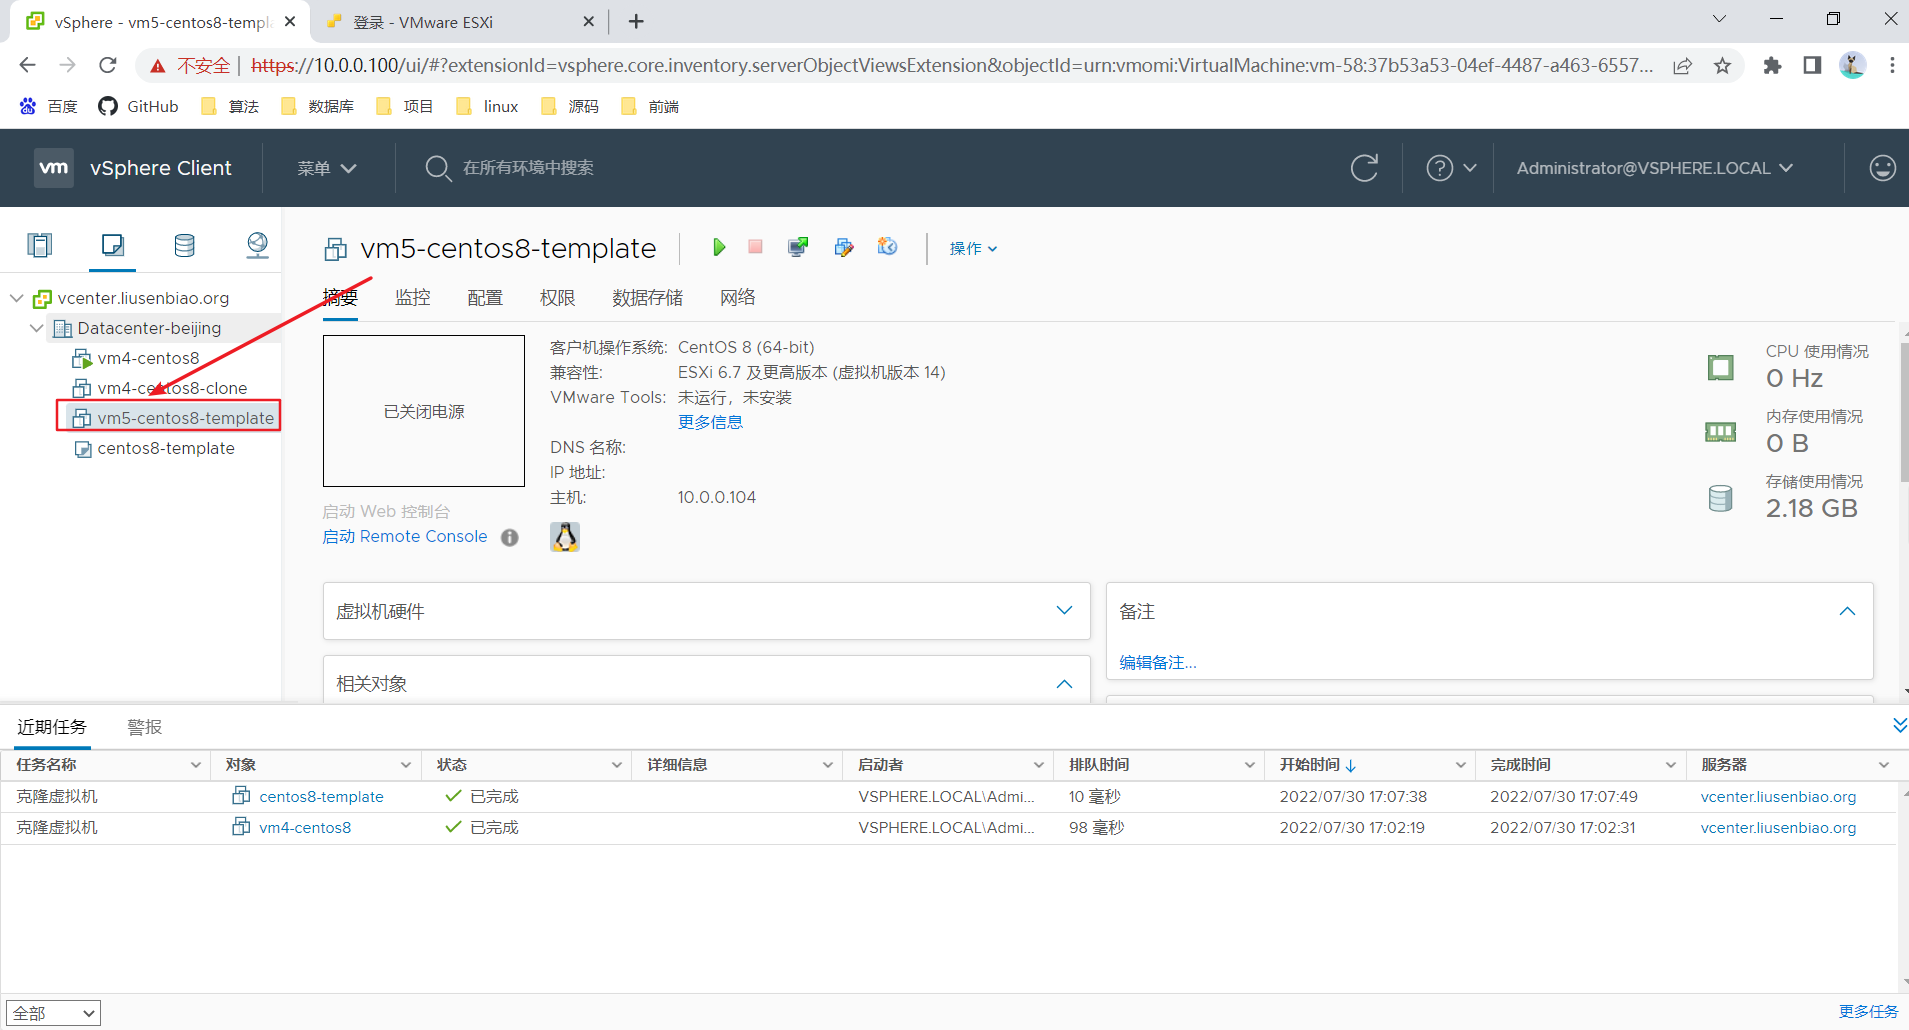 vSphere - vm5-centos8-templ
登录 - VMware ESXi
不安全 | https://10.0.0.100/ui/#?extensionId=vsphere.core.inventory.serverObjectViewsExtension&objectId=urn:vmomi:VirtualMachine:vm-58:37b53a53-04ef-4487-a463-6557...
百度 GitHub 算法 数据库 项目 linux 源码 前端
vm vSphere Client 菜单 在所有环境中搜索 Administrator@VSPHERE.LOCAL
vcenter.liusenbiao.org
Datacenter-beijing
vm4-centos8
vm4-centos8-clone
vm5-centos8-template
centos8-template
vm5-centos8-template 操作
摘要 监控 配置 权限 数据存储 网络
已关闭电源
启动 Web 控制台
启动 Remote Console
客户机操作系统: CentOS 8 (64-bit)
兼容性: ESXi 6.7 及更高版本 (虚拟机版本 14)
VMware Tools: 未运行，未安装
更多信息
DNS 名称:
IP 地址:
主机: 10.0.0.104
CPU 使用情况
0 Hz
内存使用情况
0 B
存储使用情况
2.18 GB
虚拟机硬件
相关对象
备注
编辑备注...
近期任务 警报
任务名称 对象 状态 详细信息 启动者 排队时间 开始时间 完成时间 服务器
克隆虚拟机 centos8-template 已完成 VSPHERE.LOCAL\Admi... 10 毫秒 2022/07/30 17:07:38 2022/07/30 17:07:49 vcenter.liusenbiao.org
克隆虚拟机 vm4-centos8 已完成 VSPHERE.LOCAL\Admi... 98 毫秒 2022/07/30 17:02:19 2022/07/30 17:02:31 vcenter.liusenbiao.org
全部
更多任务